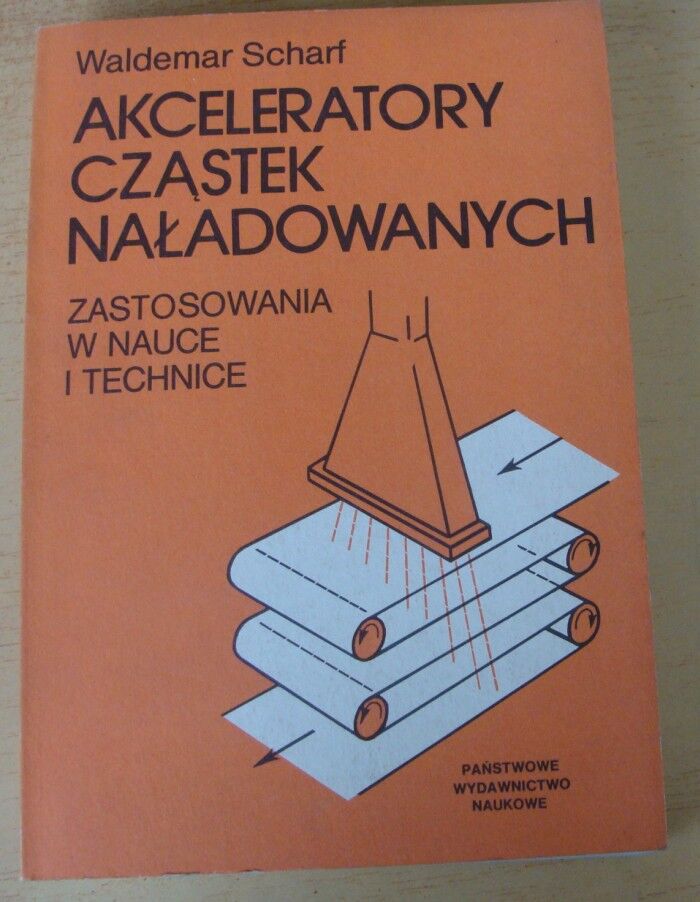 Waldemar Scharf
AKCELERATORY
CZĄSTEK
NAŁADOWANYCH
ZASTOSOWANIA
W NAUCE
I TECHNICE
PAŃSTWOWE
WYDAWNICTWO
NAUKOWE